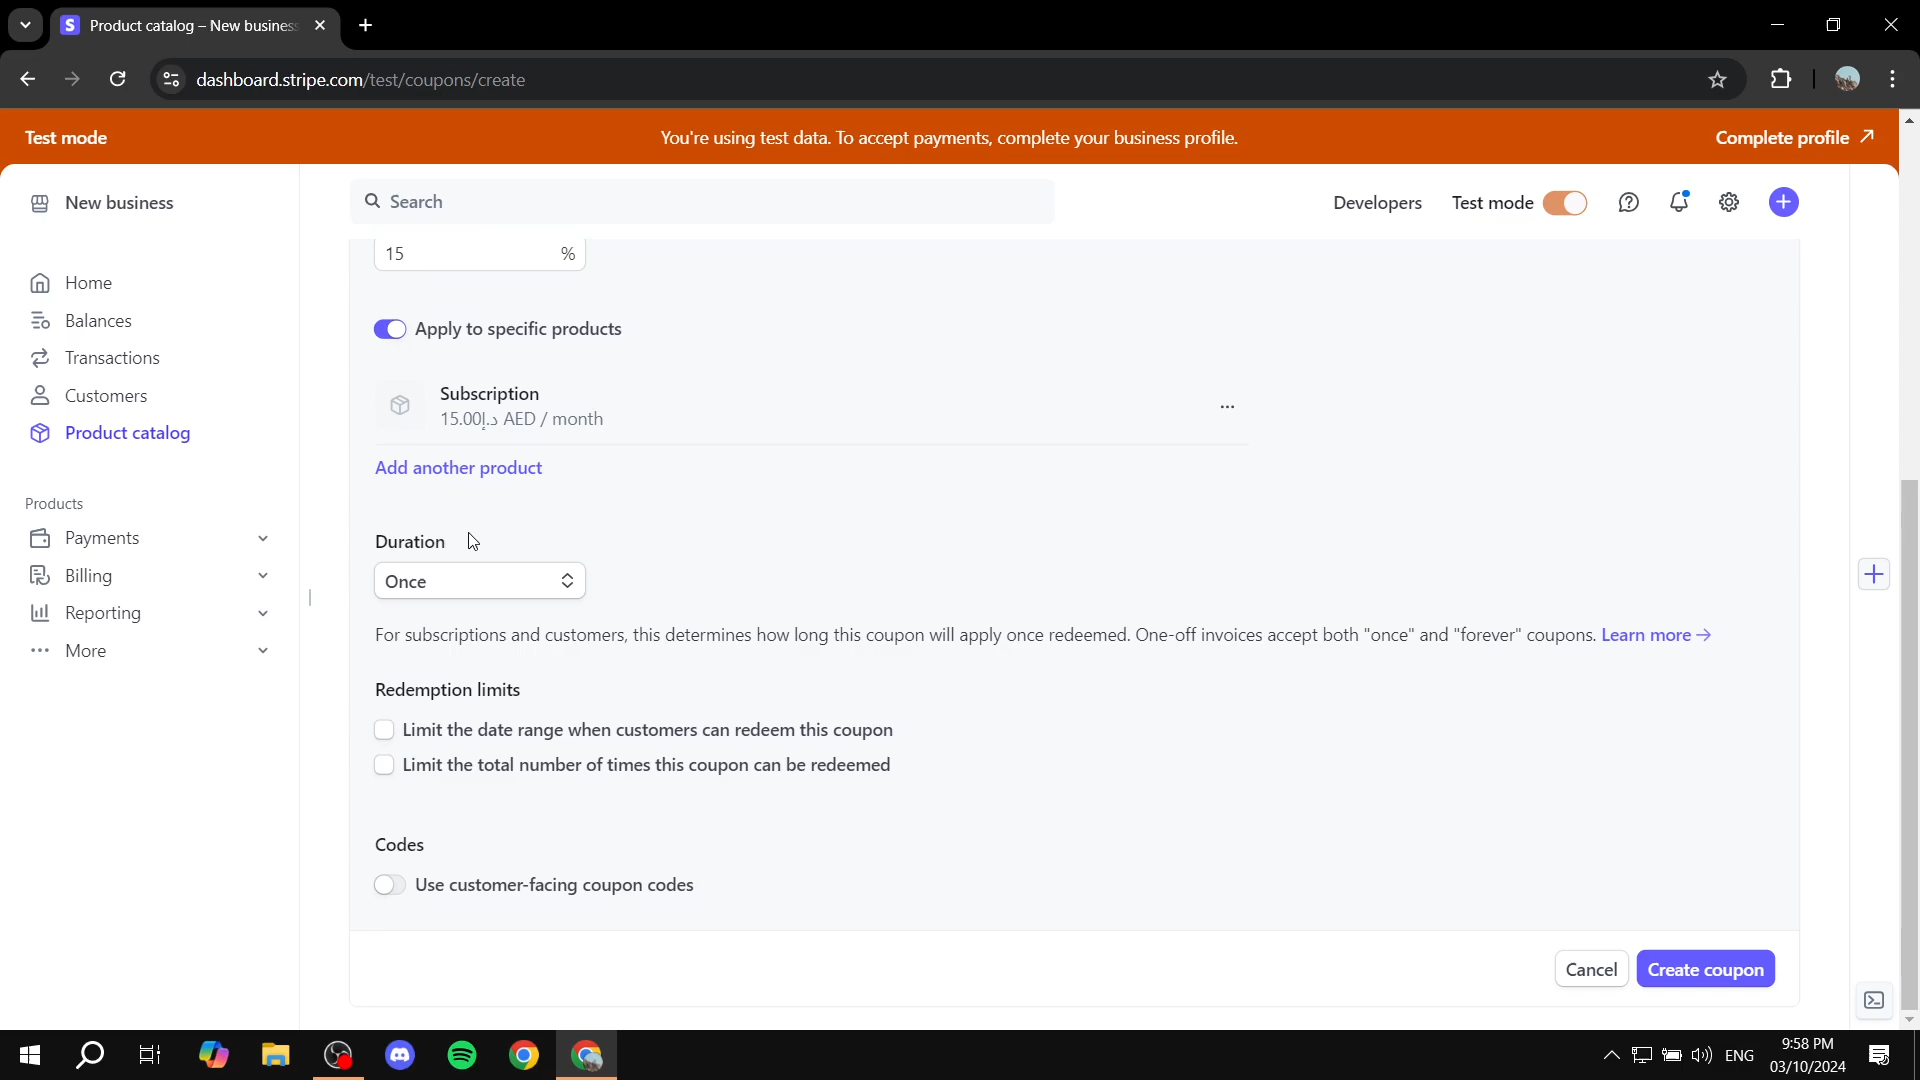 Product catalog – New business
dashboard.stripe.com/test/coupons/create
Test mode
You're using test data. To accept payments, complete your business profile.
Complete profile
New business
Search
Developers
Test mode
Home
Balances
Transactions
Customers
Product catalog
Products
Payments
Billing
Reporting
More
15 %
Apply to specific products
Subscription
15.00د.إ AED / month
Add another product
Duration
Once
For subscriptions and customers, this determines how long this coupon will apply once redeemed. One-off invoices accept both "once" and "forever" coupons. Learn more
Redemption limits
Limit the date range when customers can redeem this coupon
Limit the total number of times this coupon can be redeemed
Codes
Use customer-facing coupon codes
Cancel
Create coupon
ENG
9:58 PM
03/10/2024